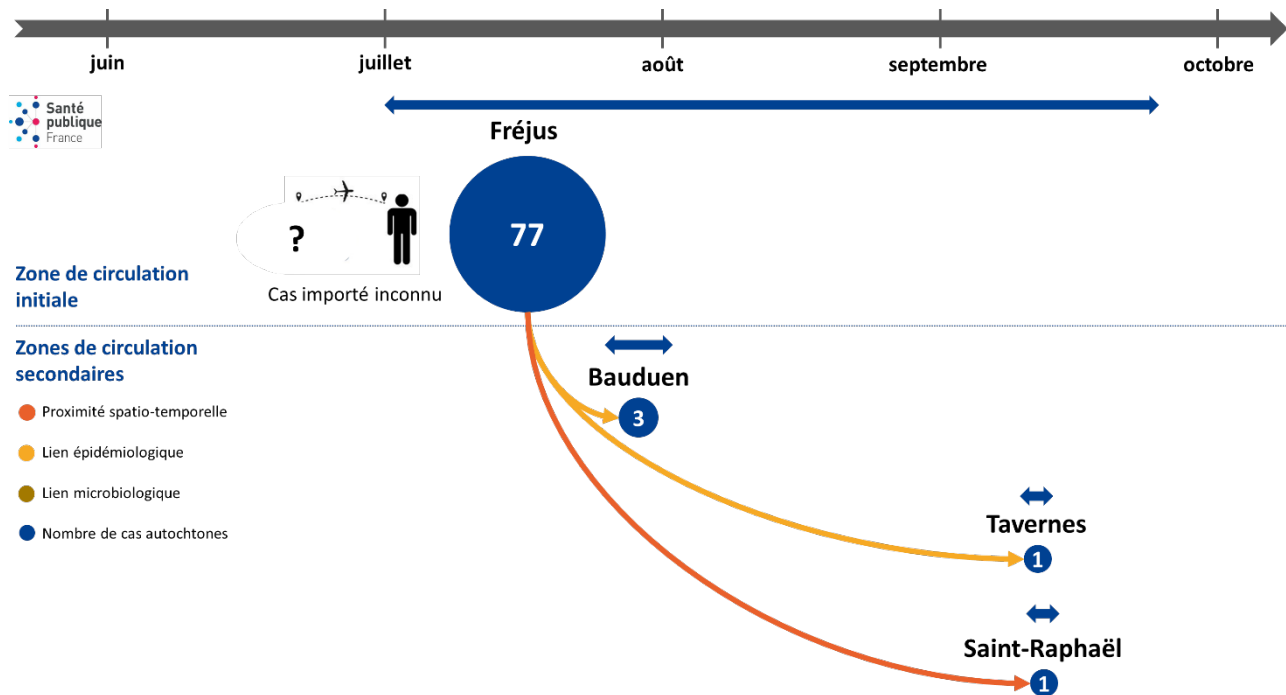 juin
juillet
août
septembre
octobre
Santé
publique
France
Fréjus
77
?
Cas importé inconnu
Zone de circulation
initiale
Zones de circulation
secondaires
Proximité spatio-temporelle
Lien épidémiologique
Lien microbiologique
Nombre de cas autochtones
Bauduen
3
Tavernes
1
Saint-Raphaël
1